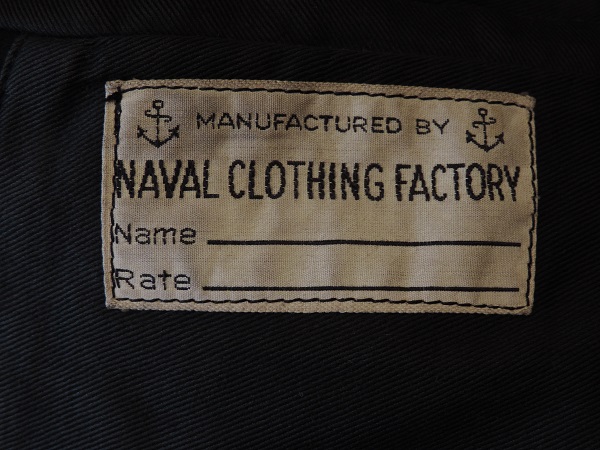 MANUFACTURED BY
NAVAL CLOTHING FACTORY
Name
Rate